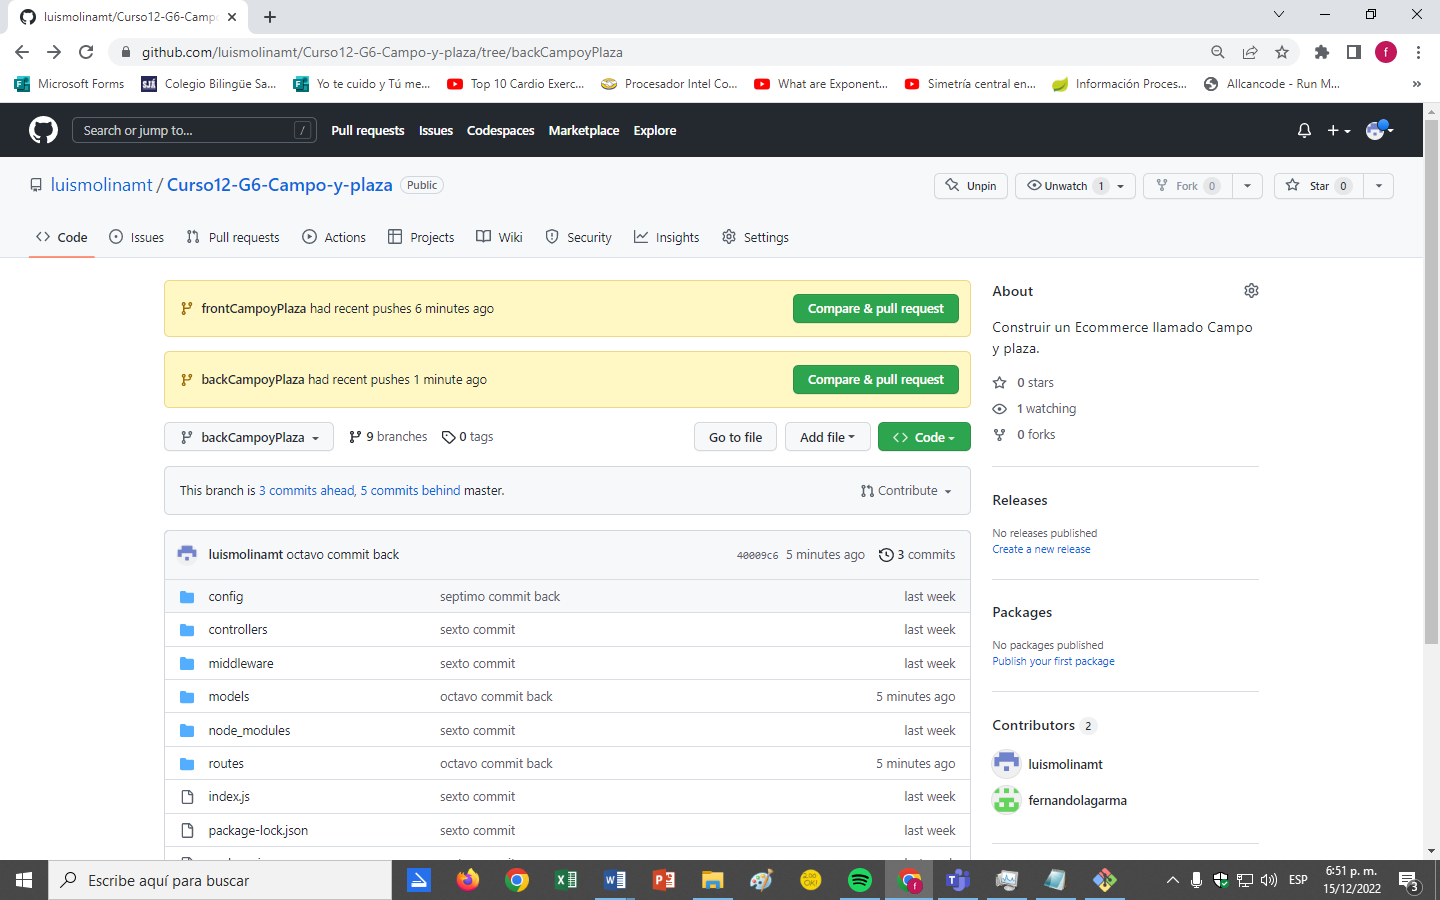 luismolinamt/Curso12-G6-Camp
github.com/luismolinamt/Curso12-G6-Campo-y-plaza/tree/backCampoyPlaza
f
Microsoft Forms
SJÁ Colegio Bilingüe Sa...
Yo te cuido y Tú me...
Top 10 Cardio Exerc...
Procesador Intel Co...
What are Exponent...
Simetría central en...
Información Proces...
Allcancode - Run M...
»
Search or jump to... /
Pull requests Issues Codespaces Marketplace Explore
luismolinamt / Curso12-G6-Campo-y-plaza Public
Unpin Unwatch 1 Fork 0 Star 0
Code Issues Pull requests Actions Projects Wiki Security Insights Settings
frontCampoyPlaza had recent pushes 6 minutes ago Compare & pull request
backCampoyPlaza had recent pushes 1 minute ago Compare & pull request
backCampoyPlaza 9 branches 0 tags Go to file Add file Code
This branch is 3 commits ahead, 5 commits behind master. Contribute
luismolinamt octavo commit back 40009c6 5 minutes ago 3 commits
config septimo commit back last week
controllers sexto commit last week
middleware sexto commit last week
models octavo commit back 5 minutes ago
node_modules sexto commit last week
routes octavo commit back 5 minutes ago
index.js sexto commit last week
package-lock.json sexto commit last week
About
Construir un Ecommerce llamado Campo
y plaza.
0 stars
1 watching
0 forks
Releases
No releases published
Create a new release
Packages
No packages published
Publish your first package
Contributors 2
luismolinamt
fernandolagarma
Escribe aquí para buscar
ESP
6:51 p. m.
15/12/2022
3